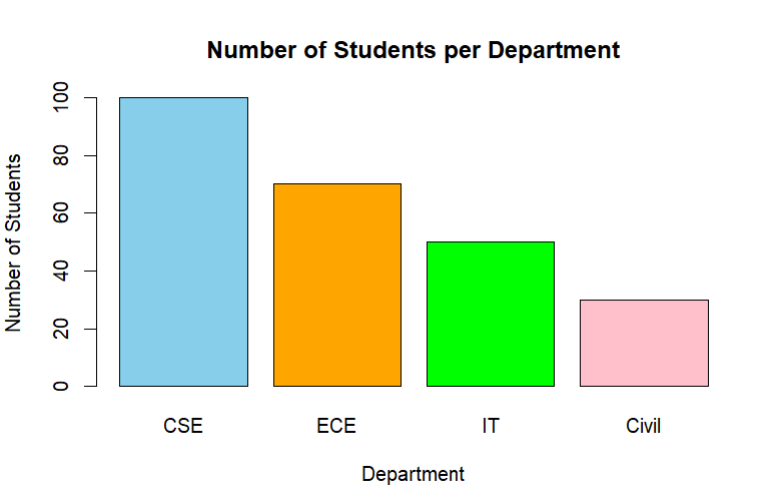 Number of Students per Department
Number of Students
100
80
60
40
20
0
CSE ECE IT Civil
Department